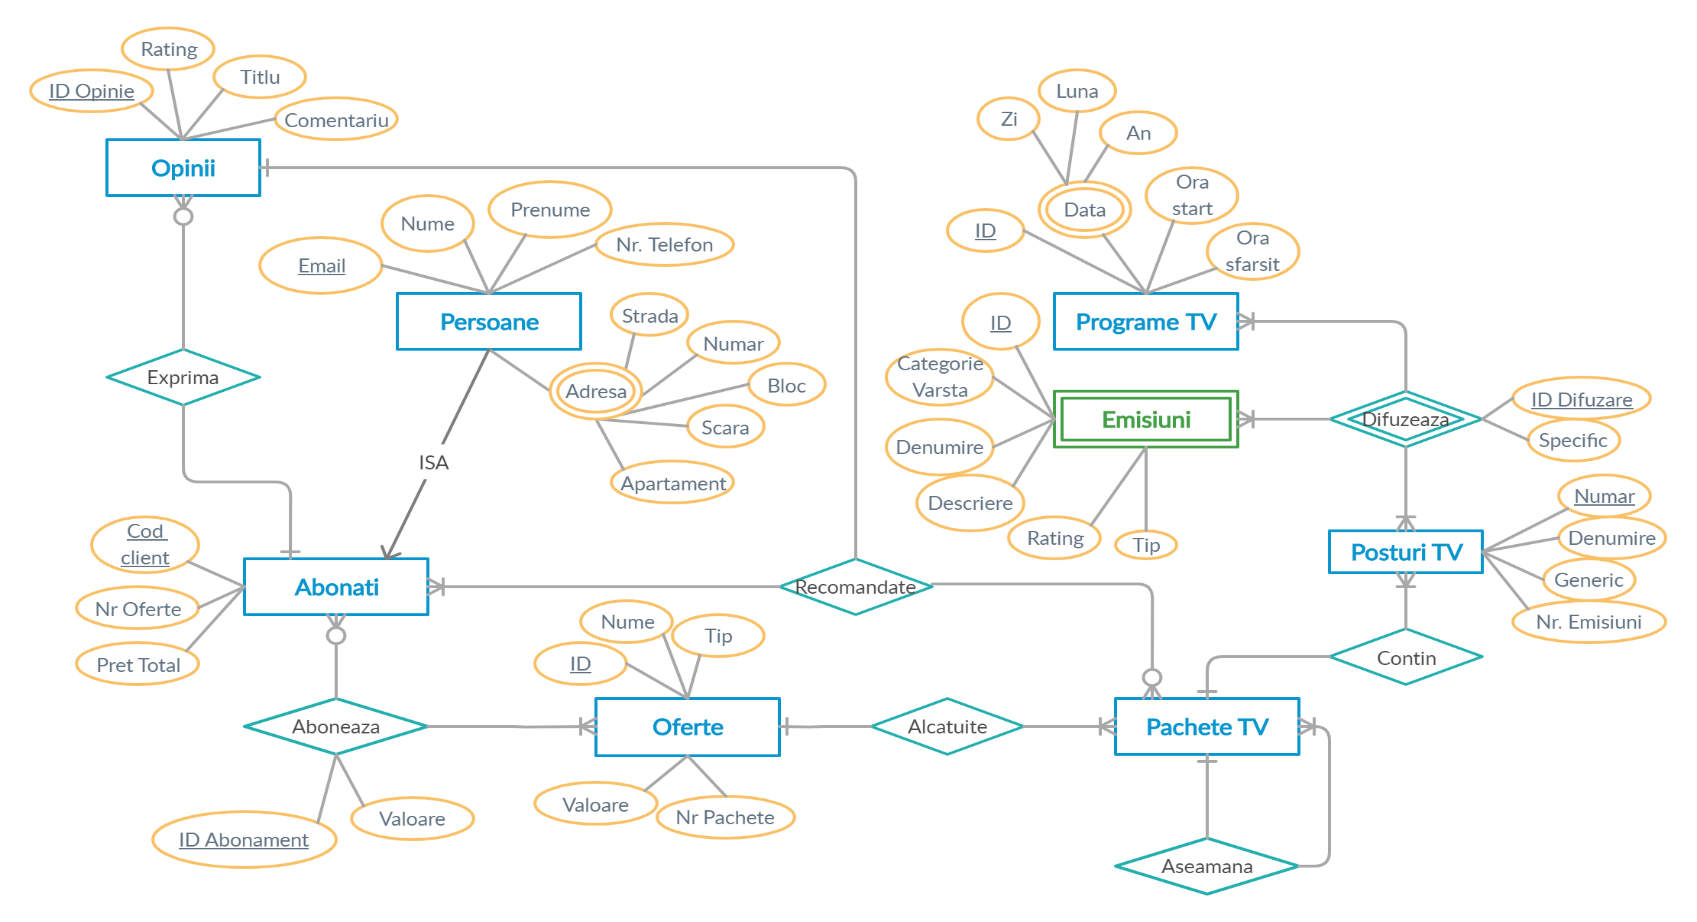 Rating
ID Opinie
Titlu
Comentariu
Opinii
Luna
Zi
An
Data
Ora
start
ID
Ora
sfarsit
Programe TV
Prenume
Nume
Nr. Telefon
Email
Persoane
Strada
Numar
Adresa
Bloc
Scara
Apartament
ISA
Exprima
ID
Categorie
Varsta
Denumire
Descriere
Rating
Tip
Emisiuni
Difuzeaza
ID Difuzare
Specific
Numar
Denumire
Generic
Nr. Emisiuni
Posturi TV
Contin
Cod
client
Nr Oferte
Pret Total
Abonati
Recomandate
Nume
Tip
ID
Oferte
Valoare
Nr Pachete
Aboneaza
ID Abonament
Valoare
Alcatuite
Pachete TV
Aseamana